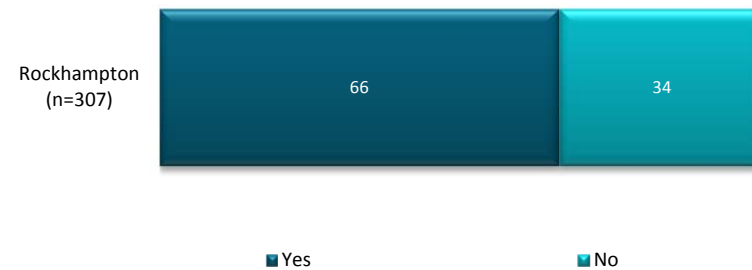 Rockhampton
(n=307)
66
34
Yes
No